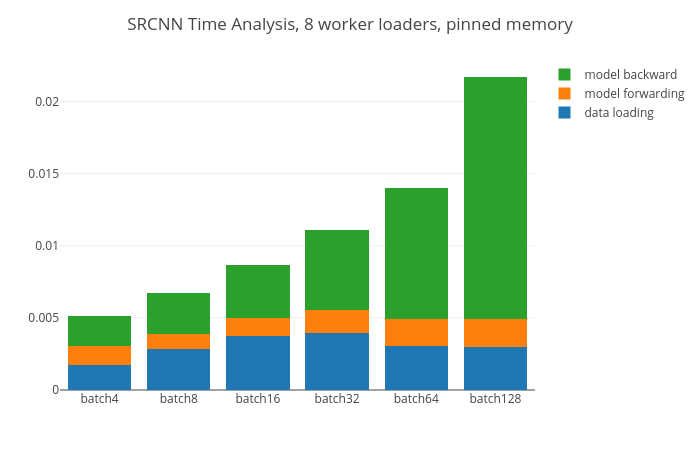 SRCNN Time Analysis, 8 worker loaders, pinned memory
model backward
model forwarding
data loading
0.02
0.015
0.01
0.005
0
batch4
batch8
batch16
batch32
batch64
batch128